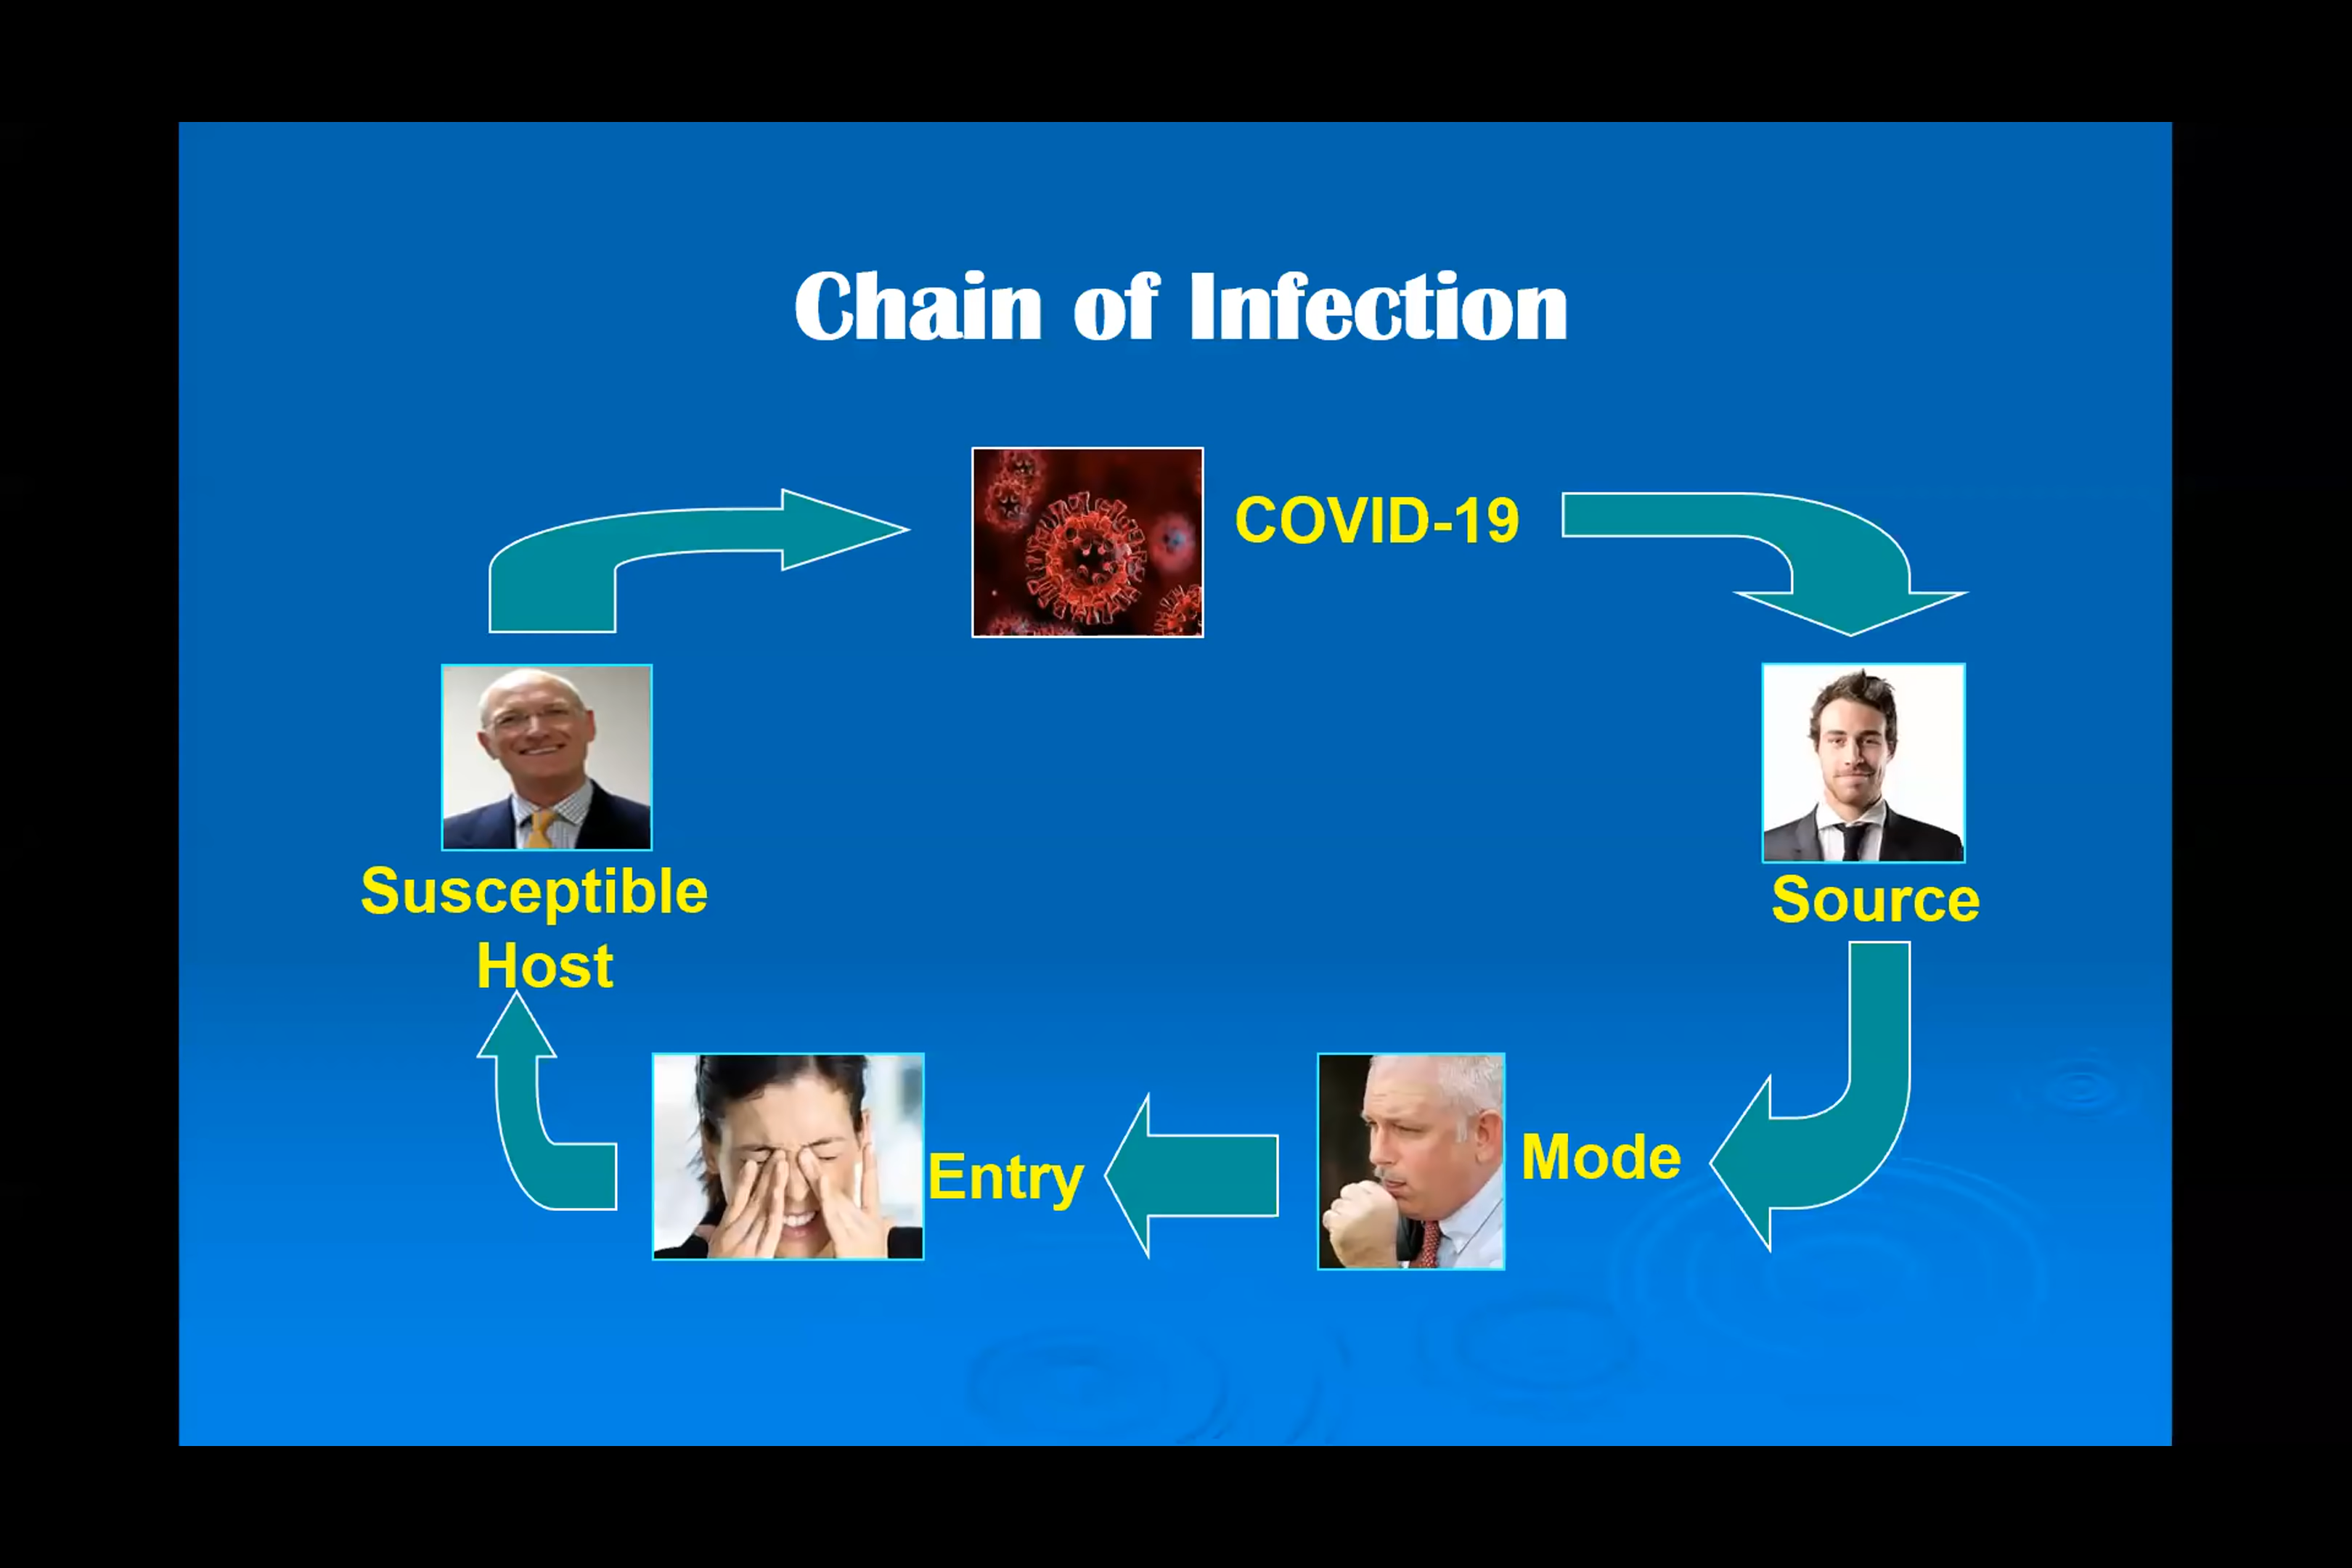 Chain of Infection
COVID-19
Source
Mode
Entry
Susceptible
Host